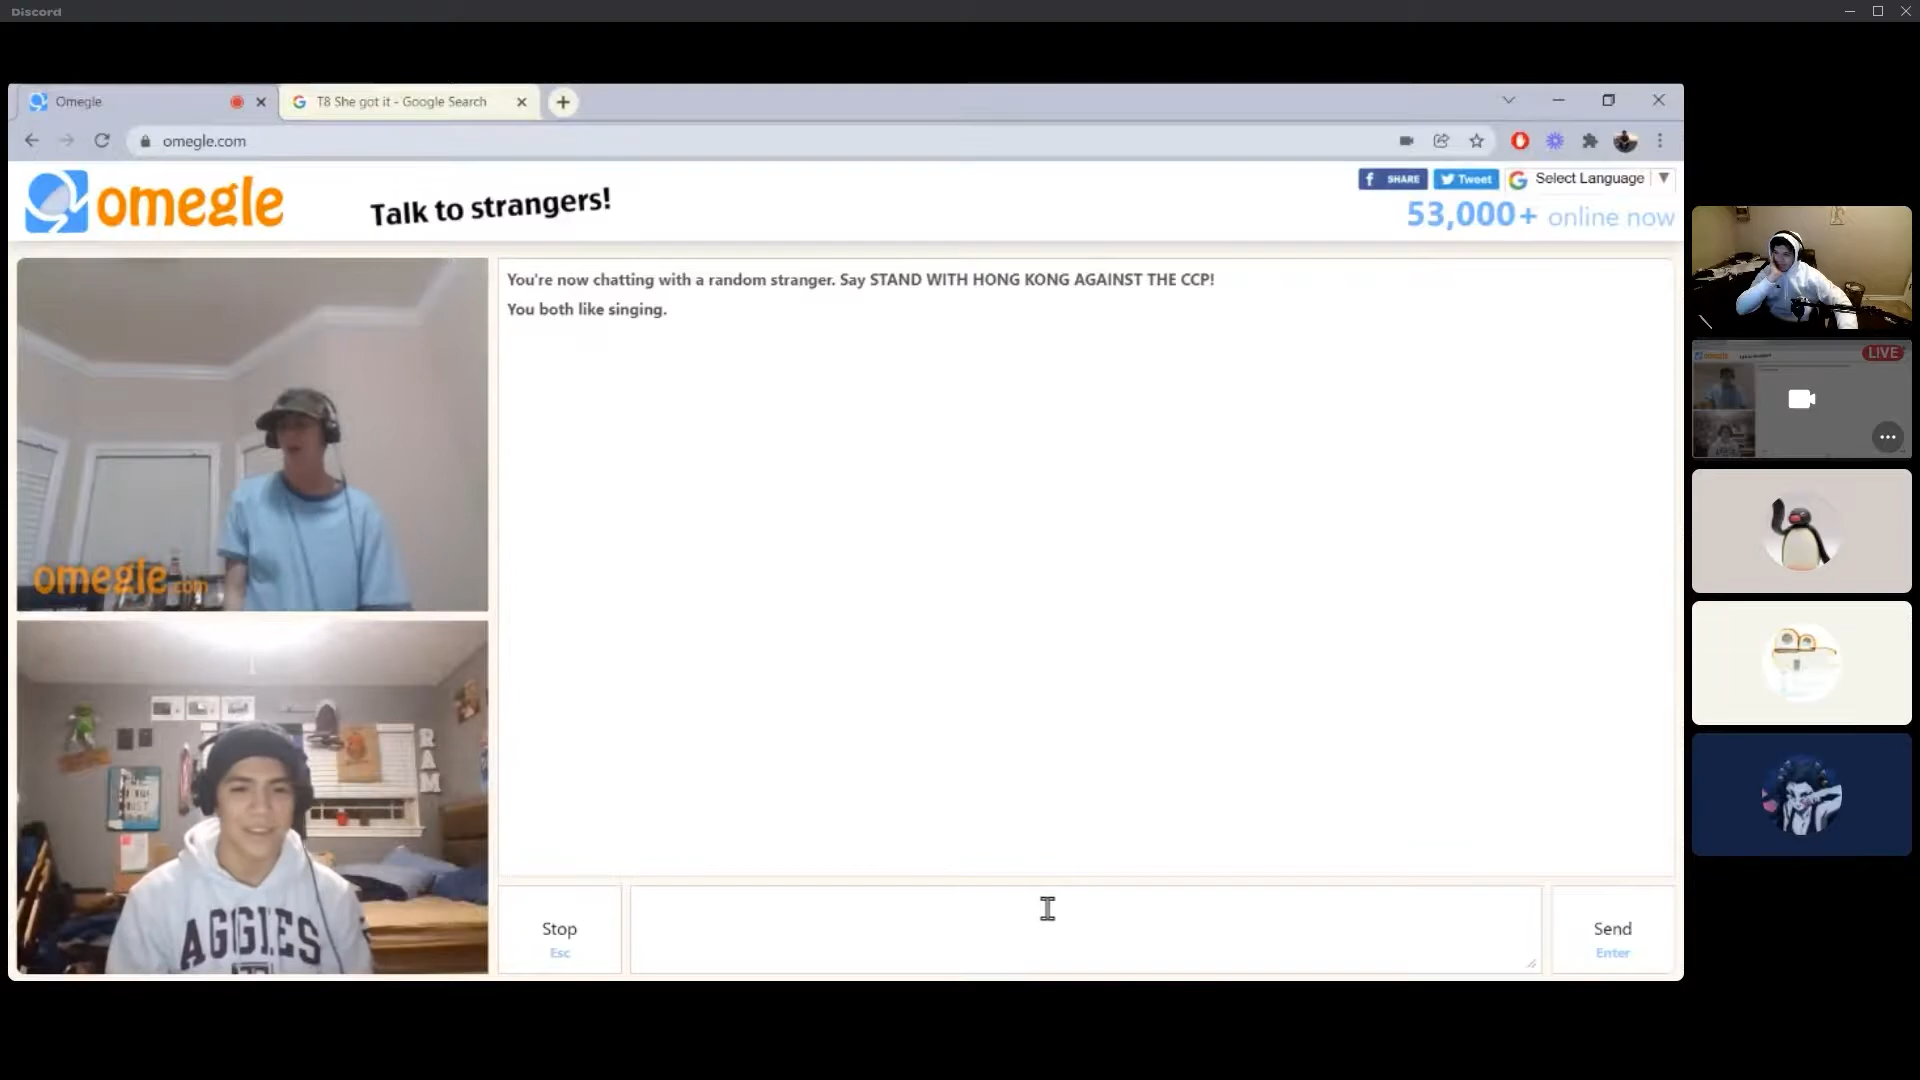 Discord
Omegle
T8 She got it - Google Search
omegle.com
omegle
Talk to strangers!
SHARE
Tweet
Select Language
53,000+ online now
You're now chatting with a random stranger. Say STAND WITH HONG KONG AGAINST THE CCP!
You both like singing.
LIVE
omegle.com
RAM
AGGIES
Stop
Esc
Send
Enter